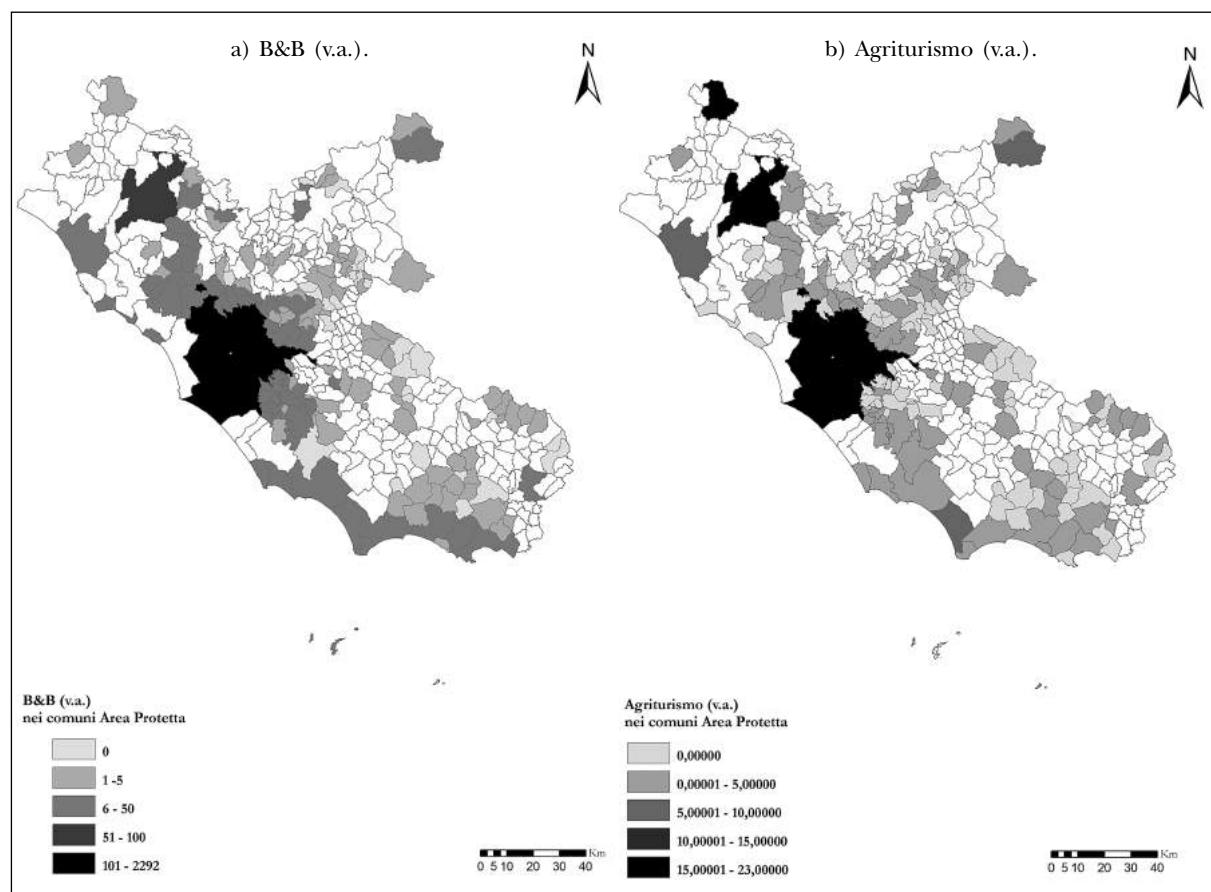 a) B&B (v.a.).
N
B&B (v.a.)
nei comuni Area Protetta
0
1 -5
6 - 50
51 - 100
101 - 2292
Km
0 5 10 20 30 40
b) Agriturismo (v.a.).
N
Agriturismo (v.a.)
nei comuni Area Protetta
0,00000
0,00001 - 5,00000
5,00001 - 10,00000
10,00001 - 15,00000
15,00001 - 23,00000
Km
0 5 10 20 30 40